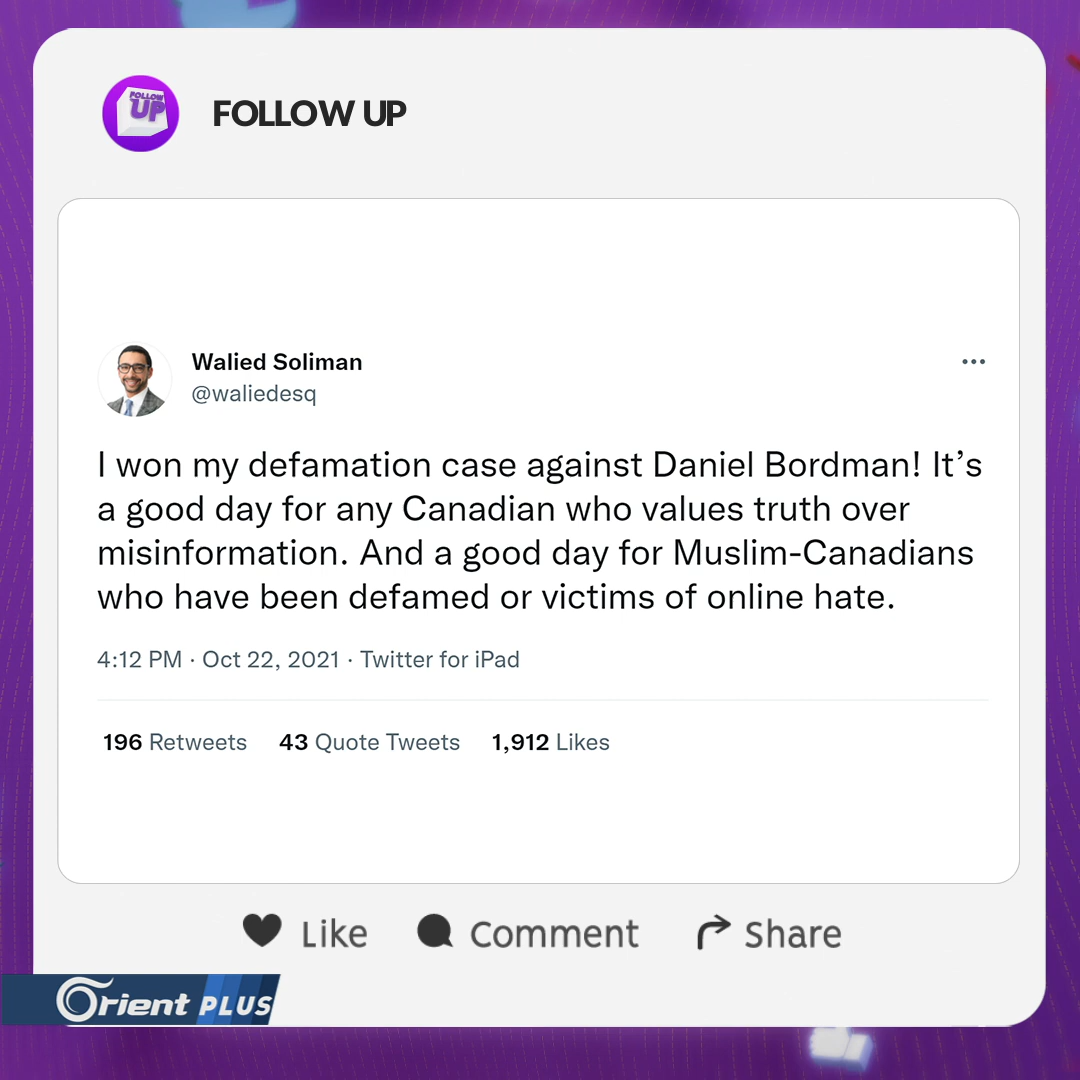 FOLLOW
UP
FOLLOW UP
Walied Soliman
@waliedesq
I won my defamation case against Daniel Bordman! It’s
a good day for any Canadian who values truth over
misinformation. And a good day for Muslim-Canadians
who have been defamed or victims of online hate.
4:12 PM · Oct 22, 2021 · Twitter for iPad
196 Retweets 43 Quote Tweets 1,912 Likes
Like Comment Share
Orient PLUS